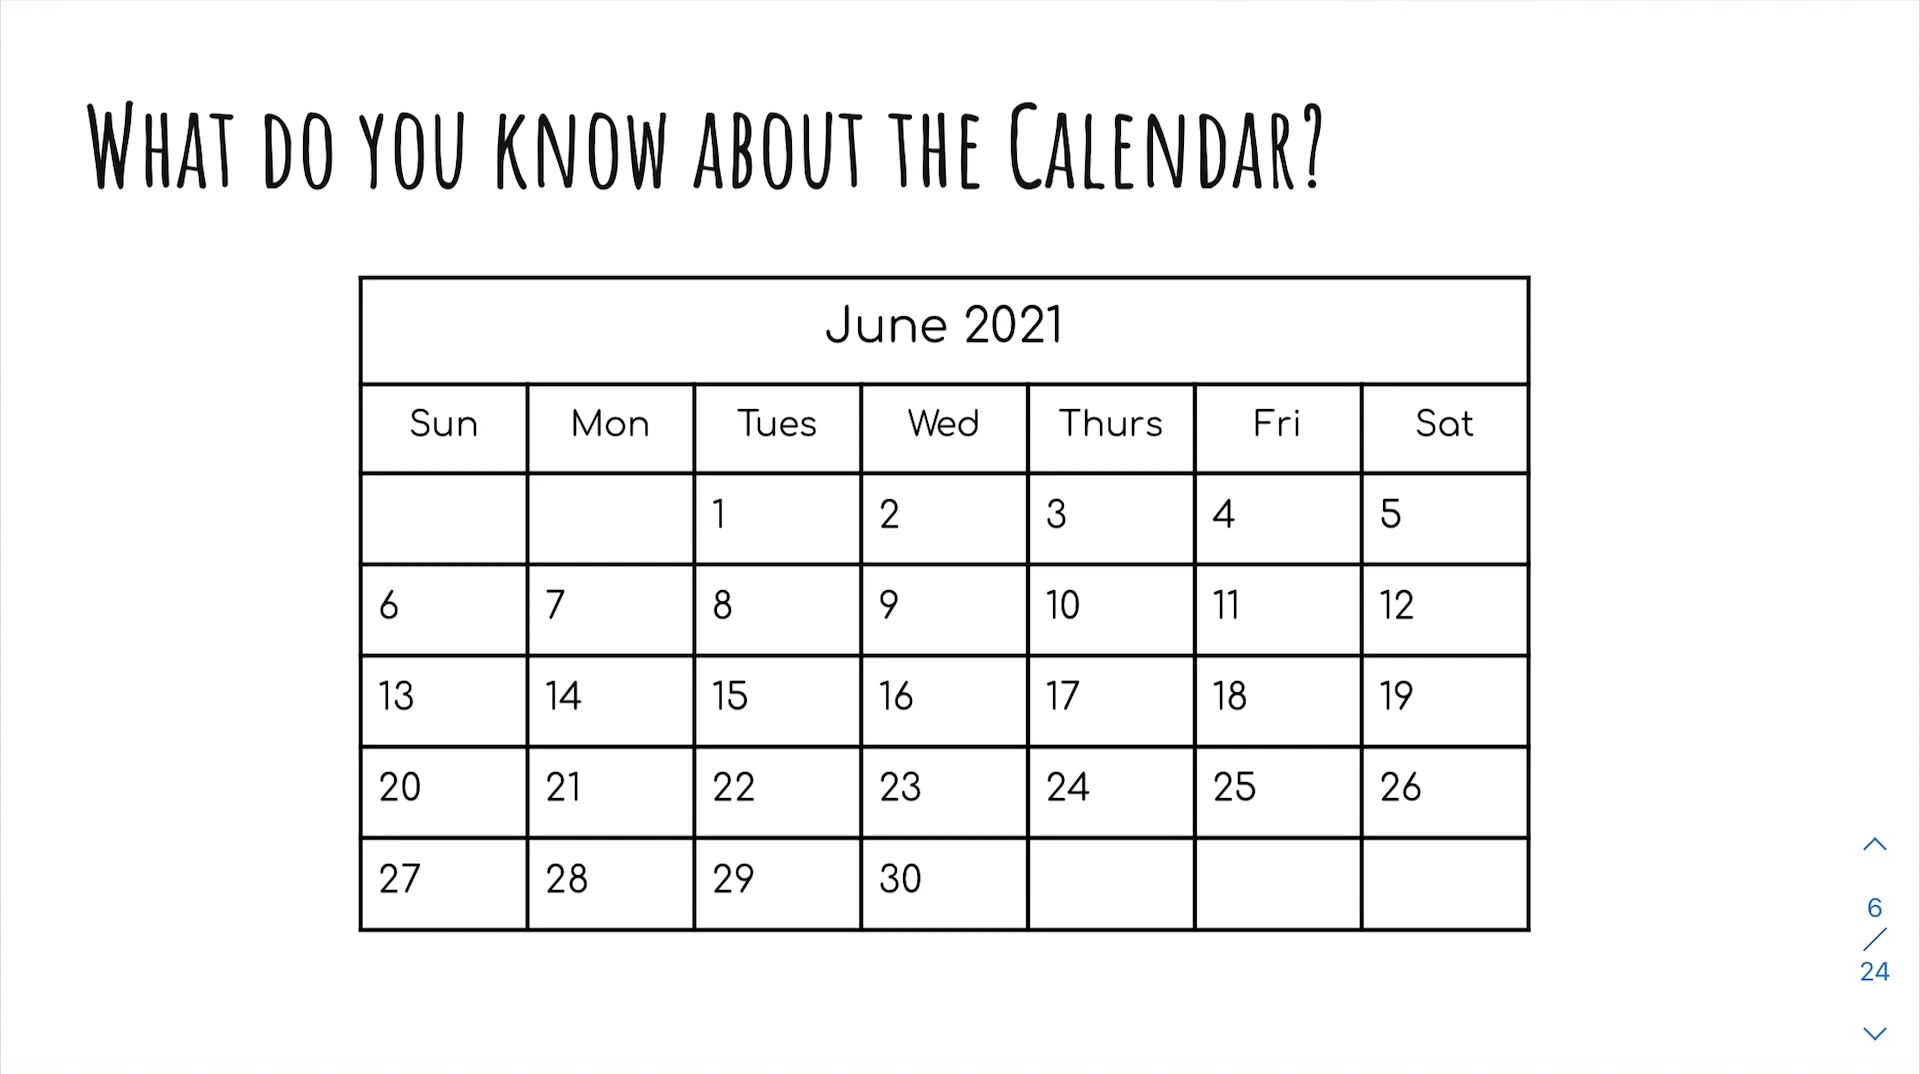 What do you know about the Calendar?
June 2021
Sun Mon Tues Wed Thurs Fri Sat
1 2 3 4 5
6 7 8 9 10 11 12
13 14 15 16 17 18 19
20 21 22 23 24 25 26
27 28 29 30
6
/
24